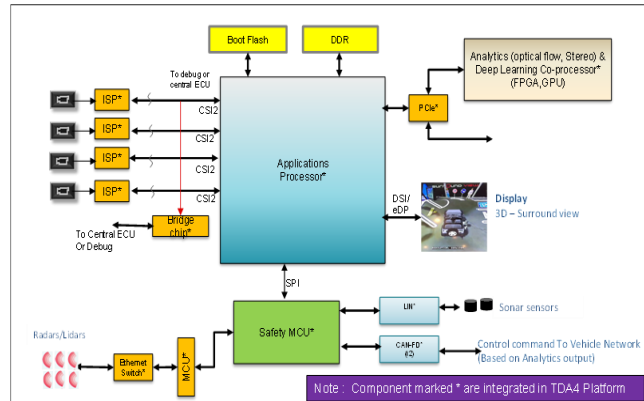 Boot Flash
DDR
Analytics (optical flow, Stereo) &
Deep Learning Co-processor*
(FPGA,GPU)
To debug or
central ECU
ISP*
CSI2
ISP*
CSI2
ISP*
CSI2
ISP*
CSI2
PCIe*
Applications
Processor*
DSI/
eDP
Display
3D – Surround view
Bridge
chip*
To Central ECU
Or Debug
SPI
Safety MCU*
LIN*
Sonar sensors
CAN-FD*
Control command To Vehicle Network
(Based on Analytics output)
Radars/Lidars
Ethernet
Switch*
MCU*
Note : Component marked * are integrated in TDA4 Platform